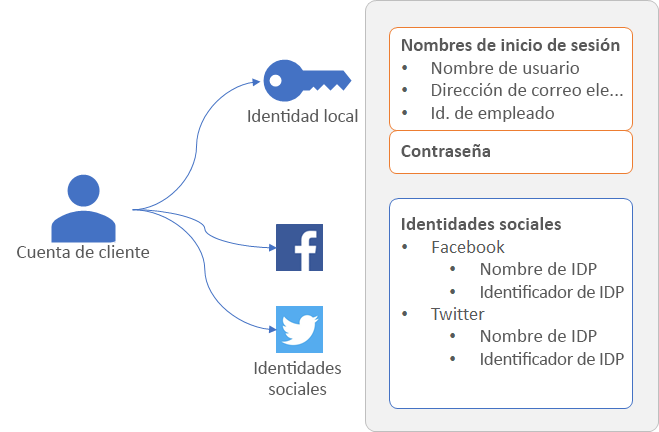 Cuenta de cliente
Identidad local
Identidades
sociales
Nombres de inicio de sesión
• Nombre de usuario
• Dirección de correo ele...
• Id. de empleado
Contraseña
Identidades sociales
• Facebook
• Nombre de IDP
• Identificador de IDP
• Twitter
• Nombre de IDP
• Identificador de IDP